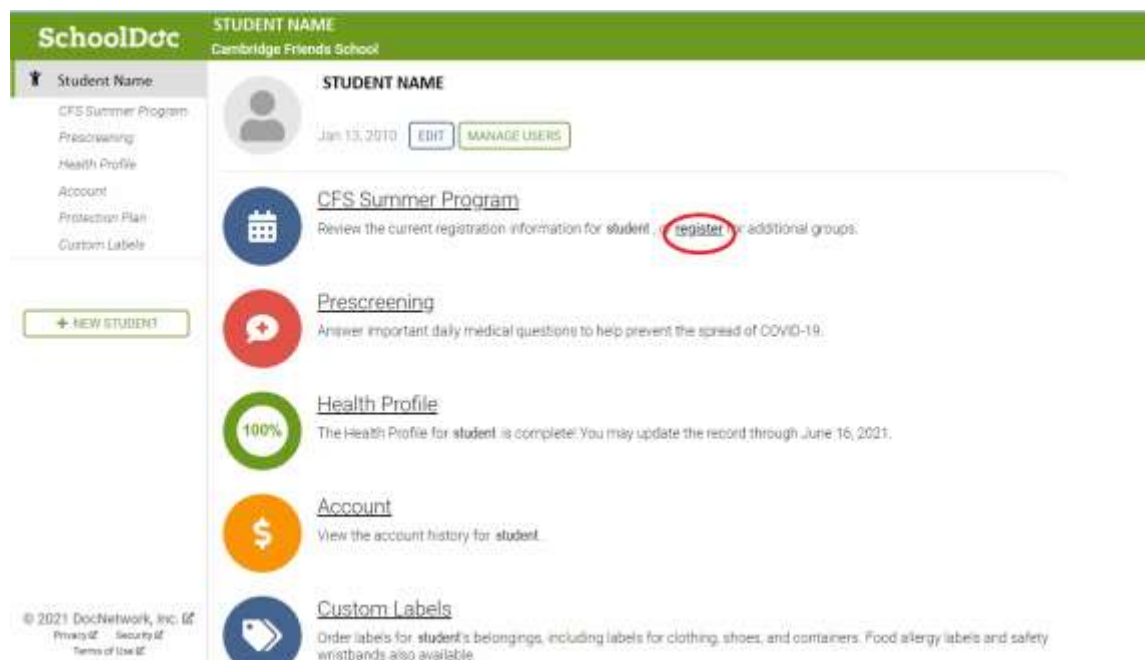 SchoolDoc
STUDENT NAME
Cambridge Friends School
Student Name
CFS Summer Program
Prescreening
Health Profile
Account
Protection Plan
Custom Labels
+ NEW STUDENT
© 2021 DocNetwork, Inc.
Privacy Security
Terms of Use
STUDENT NAME
Jan 13, 2010 EDIT MANAGE USERS
CFS Summer Program
Review the current registration information for student , or register for additional groups.
Prescreening
Answer important daily medical questions to help prevent the spread of COVID-19.
100%
Health Profile
The Health Profile for student is complete! You may update the record through June 16, 2021.
$
Account
View the account history for student .
Custom Labels
Order labels for student's belongings, including labels for clothing, shoes, and containers. Food allergy labels and safety
wristbands also available.